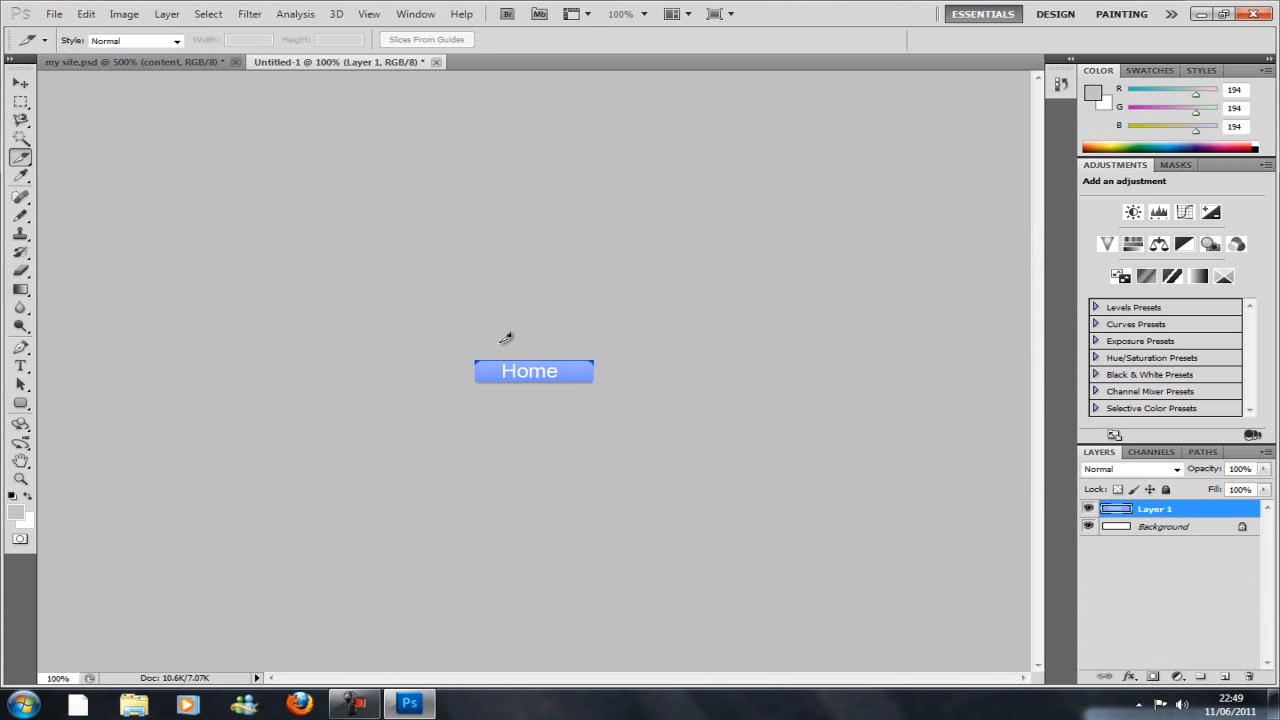 Ps File Edit Image Layer Select Filter Analysis 3D View Window Help Br Mb 100% ESSENTIALS DESIGN PAINTING
Style: Normal Width: Height: Slices From Guides
my site.psd @ 500% (content, RGB/8) * Untitled-1 @ 100% (Layer 1, RGB/8) *
COLOR SWATCHES STYLES
R 194
G 194
B 194
ADJUSTMENTS MASKS
Add an adjustment
Levels Presets
Curves Presets
Exposure Presets
Hue/Saturation Presets
Black & White Presets
Channel Mixer Presets
Selective Color Presets
Home
LAYERS CHANNELS PATHS
Normal Opacity: 100%
Lock: Fill: 100%
Layer 1
Background
100% Doc: 10.6K/7.07K
Ps
22:49
11/06/2011